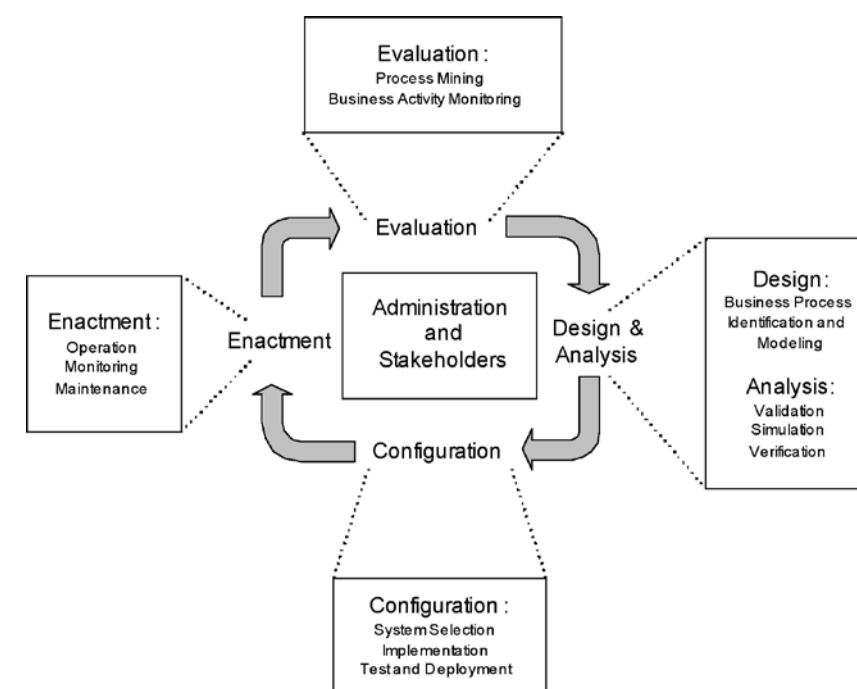 Evaluation :
Process Mining
Business Activity Monitoring
Evaluation
Administration
and
Stakeholders
Design &
Analysis
Design :
Business Process
Identification and
Modeling
Analysis:
Validation
Simulation
Verification
Enactment :
Operation
Monitoring
Maintenance
Enactment
Configuration
Configuration :
System Selection
Implementation
Test and Deployment